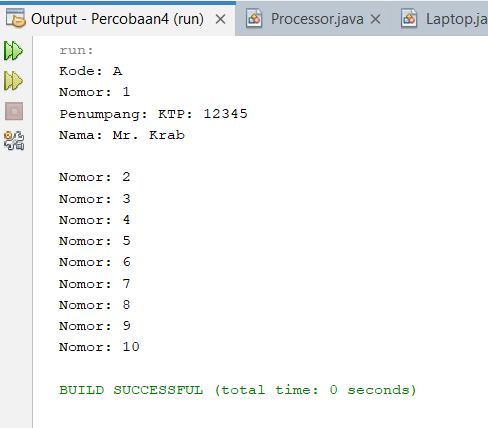 Output - Percobaan4 (run) × Processor.java × Laptop.ja
run:
Kode: A
Nomor: 1
Penumpang: KTP: 12345
Nama: Mr. Krab
Nomor: 2
Nomor: 3
Nomor: 4
Nomor: 5
Nomor: 6
Nomor: 7
Nomor: 8
Nomor: 9
Nomor: 10
BUILD SUCCESSFUL (total time: 0 seconds)